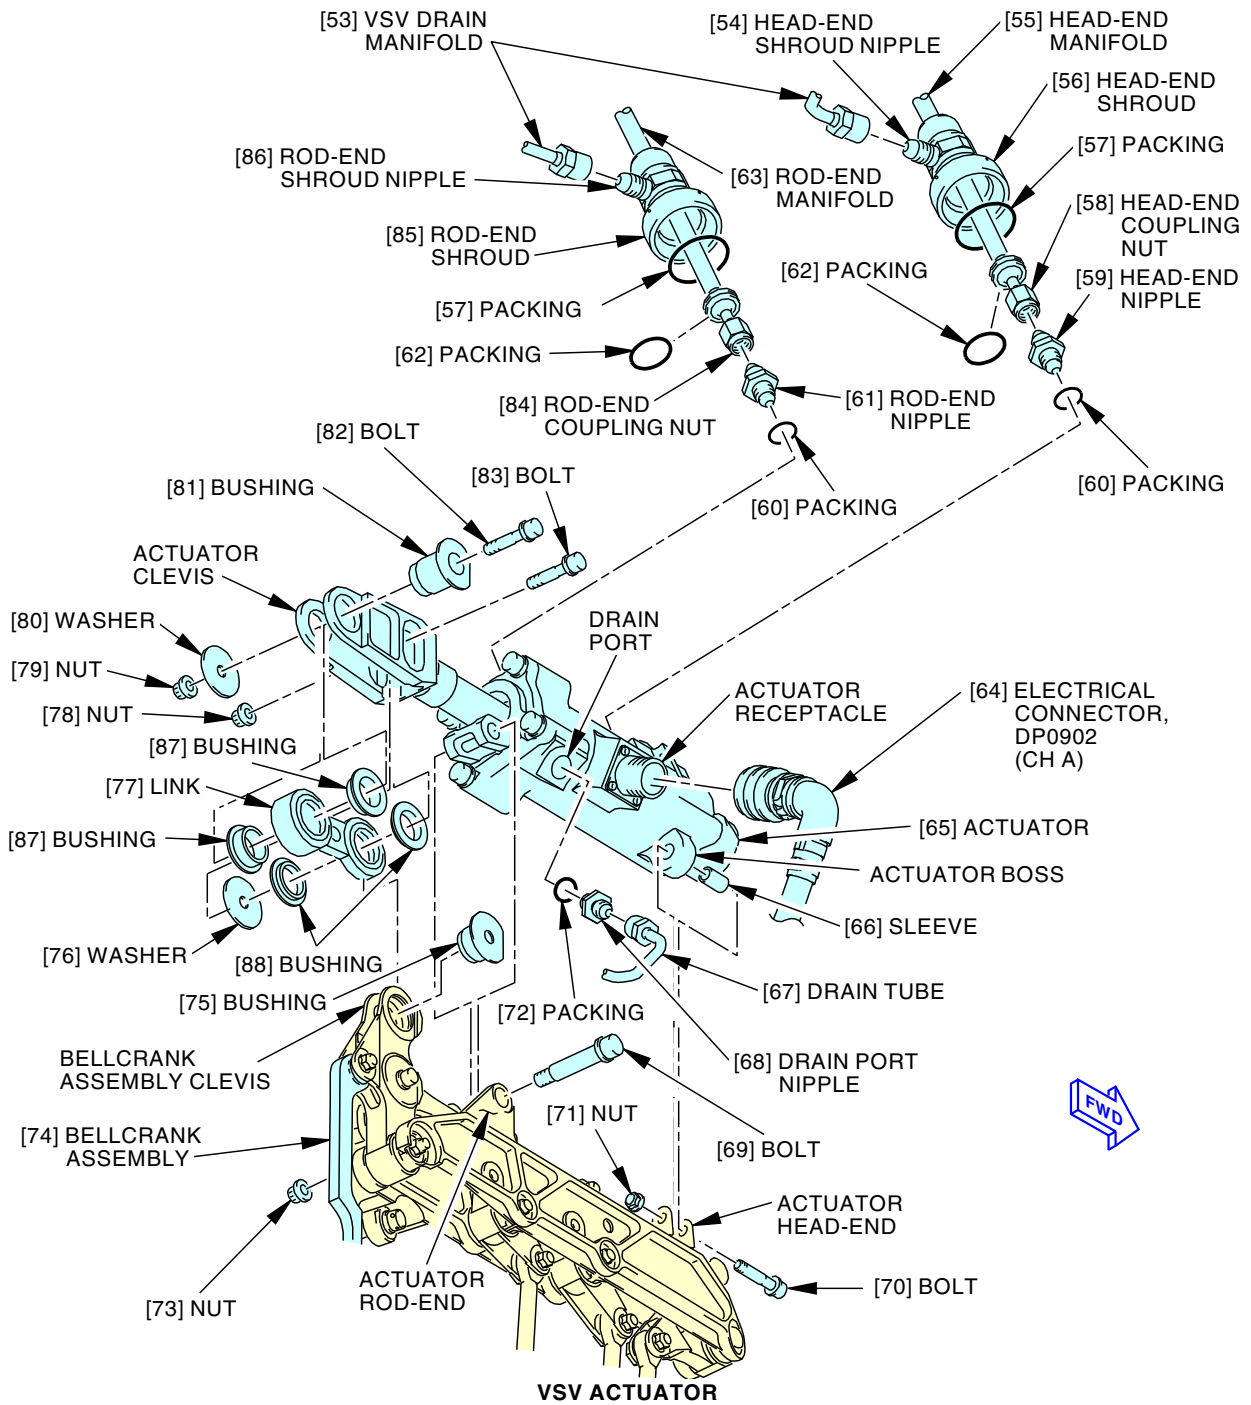 [53] VSV DRAIN
MANIFOLD
[54] HEAD-END
SHROUD NIPPLE
[55] HEAD-END
MANIFOLD
[56] HEAD-END
SHROUD
[57] PACKING
[86] ROD-END
SHROUD NIPPLE
[63] ROD-END
MANIFOLD
[58] HEAD-END
COUPLING
NUT
[85] ROD-END
SHROUD
[62] PACKING
[59] HEAD-END
NIPPLE
[57] PACKING
[62] PACKING
[84] ROD-END
COUPLING NUT
[61] ROD-END
NIPPLE
[82] BOLT
[83] BOLT
[81] BUSHING
[60] PACKING
[60] PACKING
ACTUATOR
CLEVIS
[80] WASHER
DRAIN
PORT
[79] NUT
ACTUATOR
RECEPTACLE
[64] ELECTRICAL
CONNECTOR,
DP0902
(CH A)
[78] NUT
[87] BUSHING
[77] LINK
[87] BUSHING
[65] ACTUATOR
ACTUATOR BOSS
[66] SLEEVE
[76] WASHER
[88] BUSHING
[75] BUSHING
[67] DRAIN TUBE
[72] PACKING
BELLCRANK
ASSEMBLY CLEVIS
[68] DRAIN PORT
NIPPLE
[71] NUT
FWD
[74] BELLCRANK
ASSEMBLY
[69] BOLT
ACTUATOR
HEAD-END
ACTUATOR
ROD-END
[70] BOLT
[73] NUT
VSV ACTUATOR